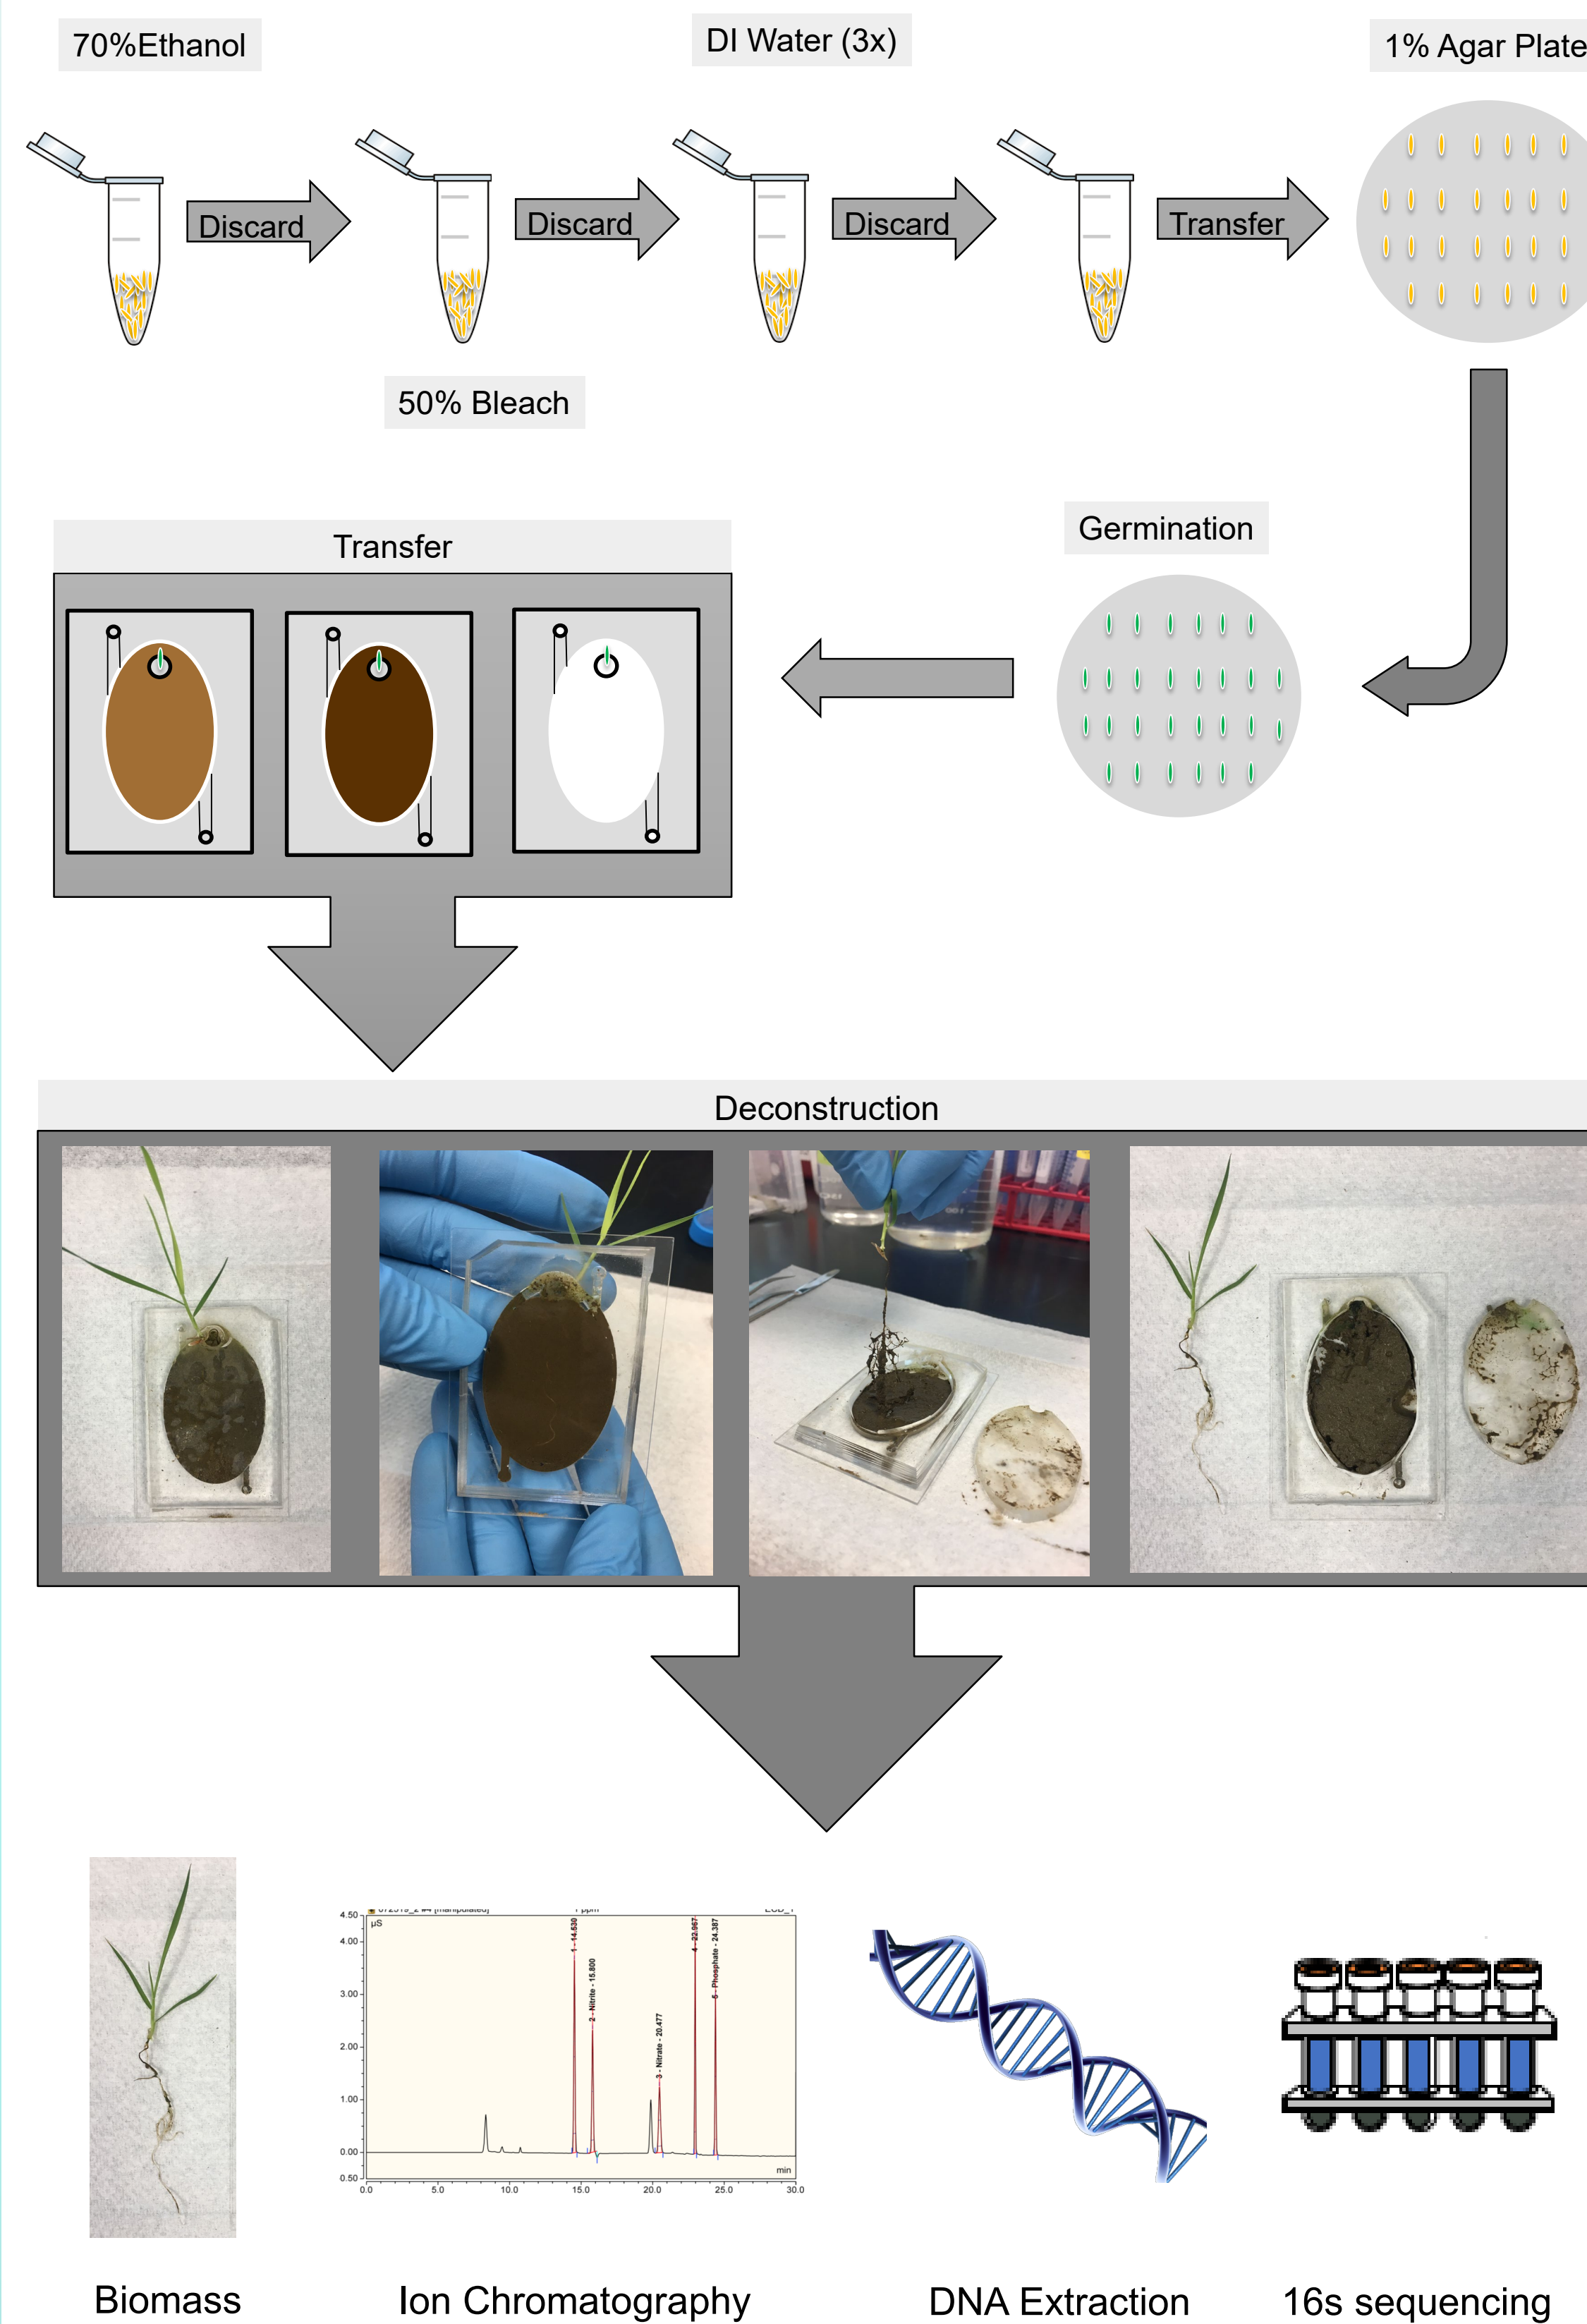 70%Ethanol
DI Water (3x)
1% Agar Plate
Discard
Discard
Discard
Transfer
50% Bleach
Germination
Transfer
Deconstruction
4.50
µS
4.00
3.00
2.00
1.00
0.00
0.50
0.0
5.0
10.0
15.0
20.0
25.0
30.0
min
1 - 14.530
2 - Nitrite - 15.800
3 - Nitrate - 20.477
4 - 22.967
5 - Phosphate - 24.387
Biomass
Ion Chromatography
DNA Extraction
16s sequencing